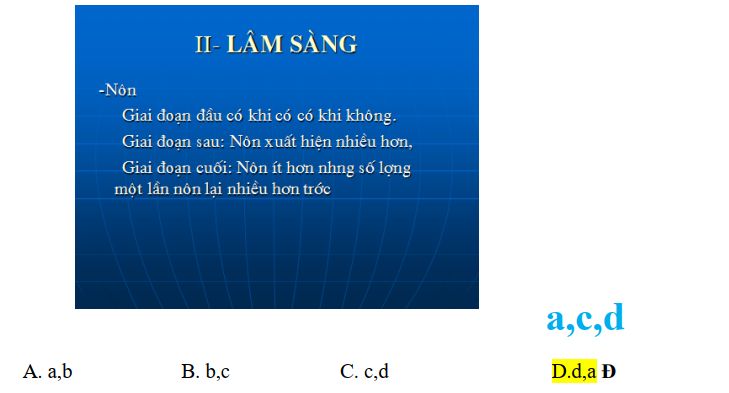 II- LÂM SÀNG
-Nôn
Giai đoạn đầu có khi có có khi không.
Giai đoạn sau: Nôn xuất hiện nhiều hơn,
Giai đoạn cuối: Nôn ít hơn nhng số lợng
một lần nôn lại nhiều hơn trớc
a,c,d
A. a,b B. b,c C. c,d D.d,a Đ